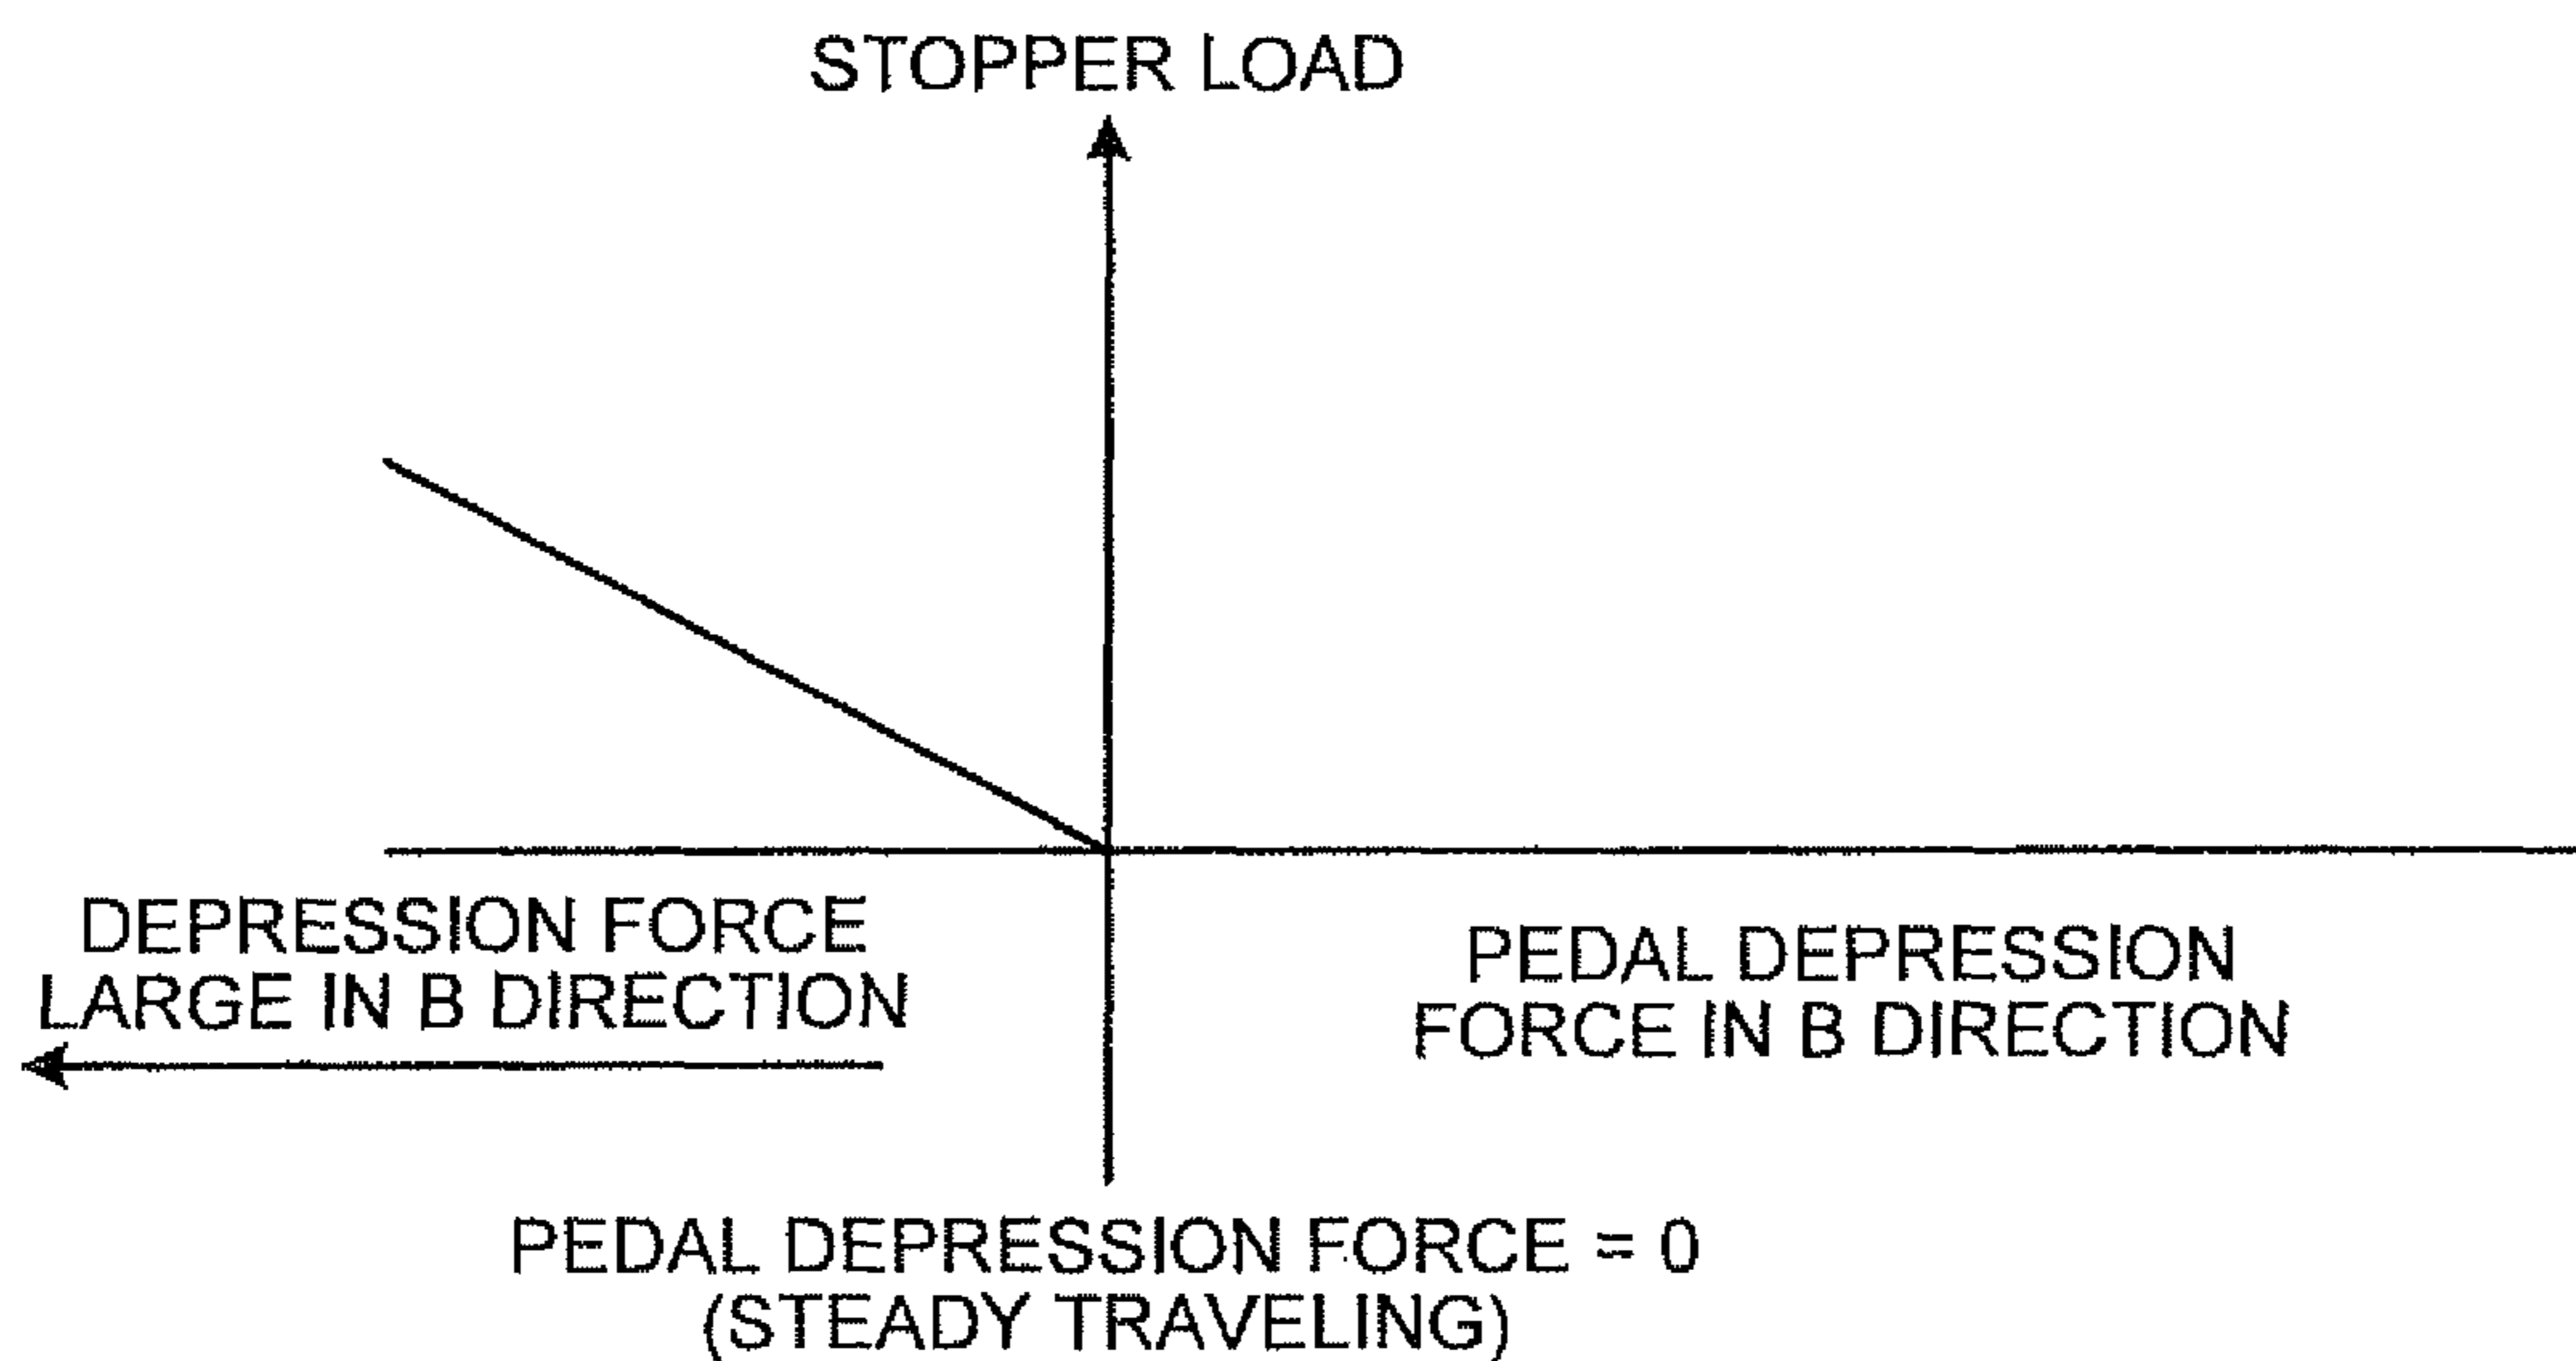 STOPPER LOAD
DEPRESSION FORCE
LARGE IN B DIRECTION
PEDAL DEPRESSION
FORCE IN B DIRECTION
PEDAL DEPRESSION FORCE = 0
(STEADY TRAVELING)